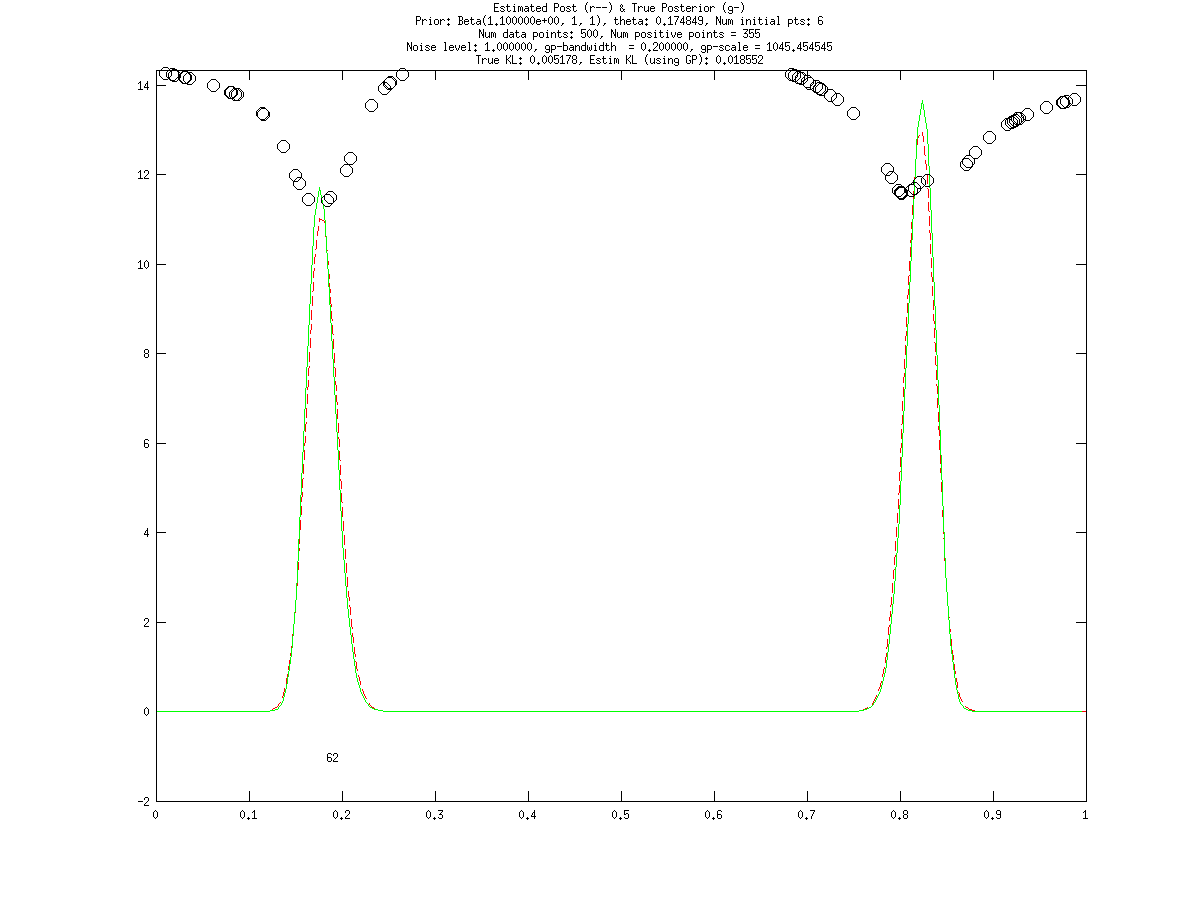 Estimated Post (r--) & True Posterior (g-)
Prior: Beta(1.100000e+00, 1, 1), theta: 0.174849, Num initial pts: 6
Num data points: 500, Num positive points = 355
Noise level: 1.000000, gp-bandwidth  = 0.200000, gp-scale = 1045.454545
True KL: 0.005178, Estim KL (using GP): 0.018552
14
12
10
8
6
4
2
0
62
-2
0 0.1 0.2 0.3 0.4 0.5 0.6 0.7 0.8 0.9 1